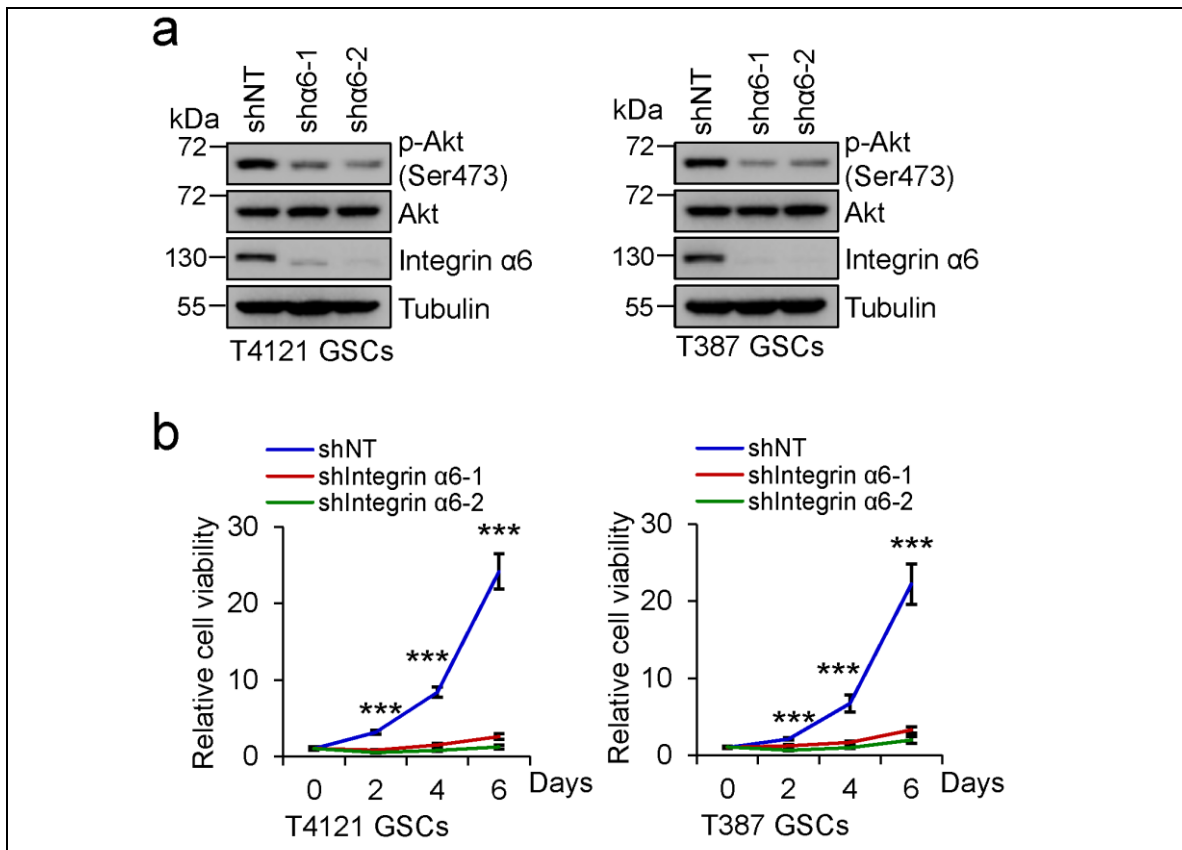 a
shNT
shα6-1
shα6-2
kDa
72
p-Akt
(Ser473)
72
Akt
130
Integrin α6
55
Tubulin
T4121 GSCs
shNT
shα6-1
shα6-2
kDa
72
p-Akt
(Ser473)
72
Akt
130
Integrin α6
55
Tubulin
T387 GSCs
b
shNT
shIntegrin α6-1
shIntegrin α6-2
Relative cell viability
30
20
10
0
***
***
***
0 2 4 6 Days
T4121 GSCs
shNT
shIntegrin α6-1
shIntegrin α6-2
Relative cell viability
30
20
10
0
***
***
***
0 2 4 6 Days
T387 GSCs